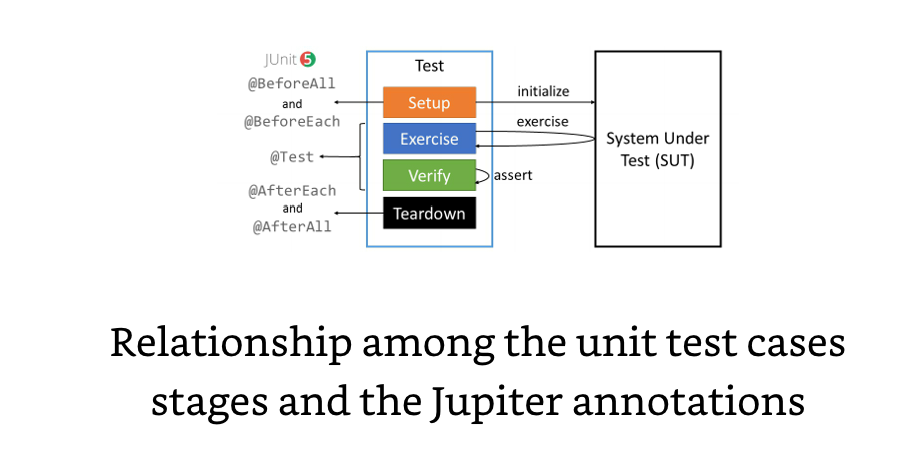 JUnit 5
@BeforeAll
and
@BeforeEach
@Test
@AfterEach
and
@AfterAll
Test
Setup
Exercise
Verify
Teardown
initialize
exercise
assert
System Under
Test (SUT)
Relationship among the unit test cases
stages and the Jupiter annotations